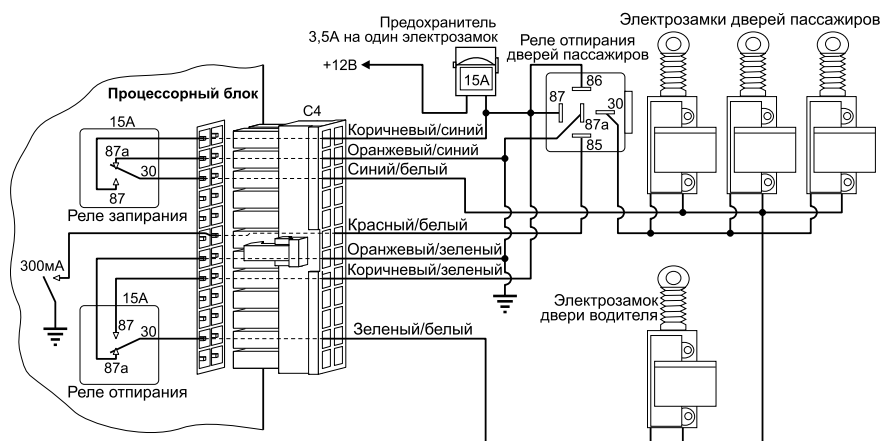 Предохранитель
3,5А на один электрозамок
+12В
15А
Реле отпирания
дверей пассажиров
86
87
30
87а
85
Электрозамки дверей пассажиров
Процессорный блок
С4
15А
87а
30
87
Реле запирания
Коричневый/синий
Оранжевый/синий
Синий/белый
Красный/белый
Оранжевый/зеленый
Коричневый/зеленый
Зеленый/белый
300мА
15А
87
30
87а
Реле отпирания
Электрозамок
двери водителя